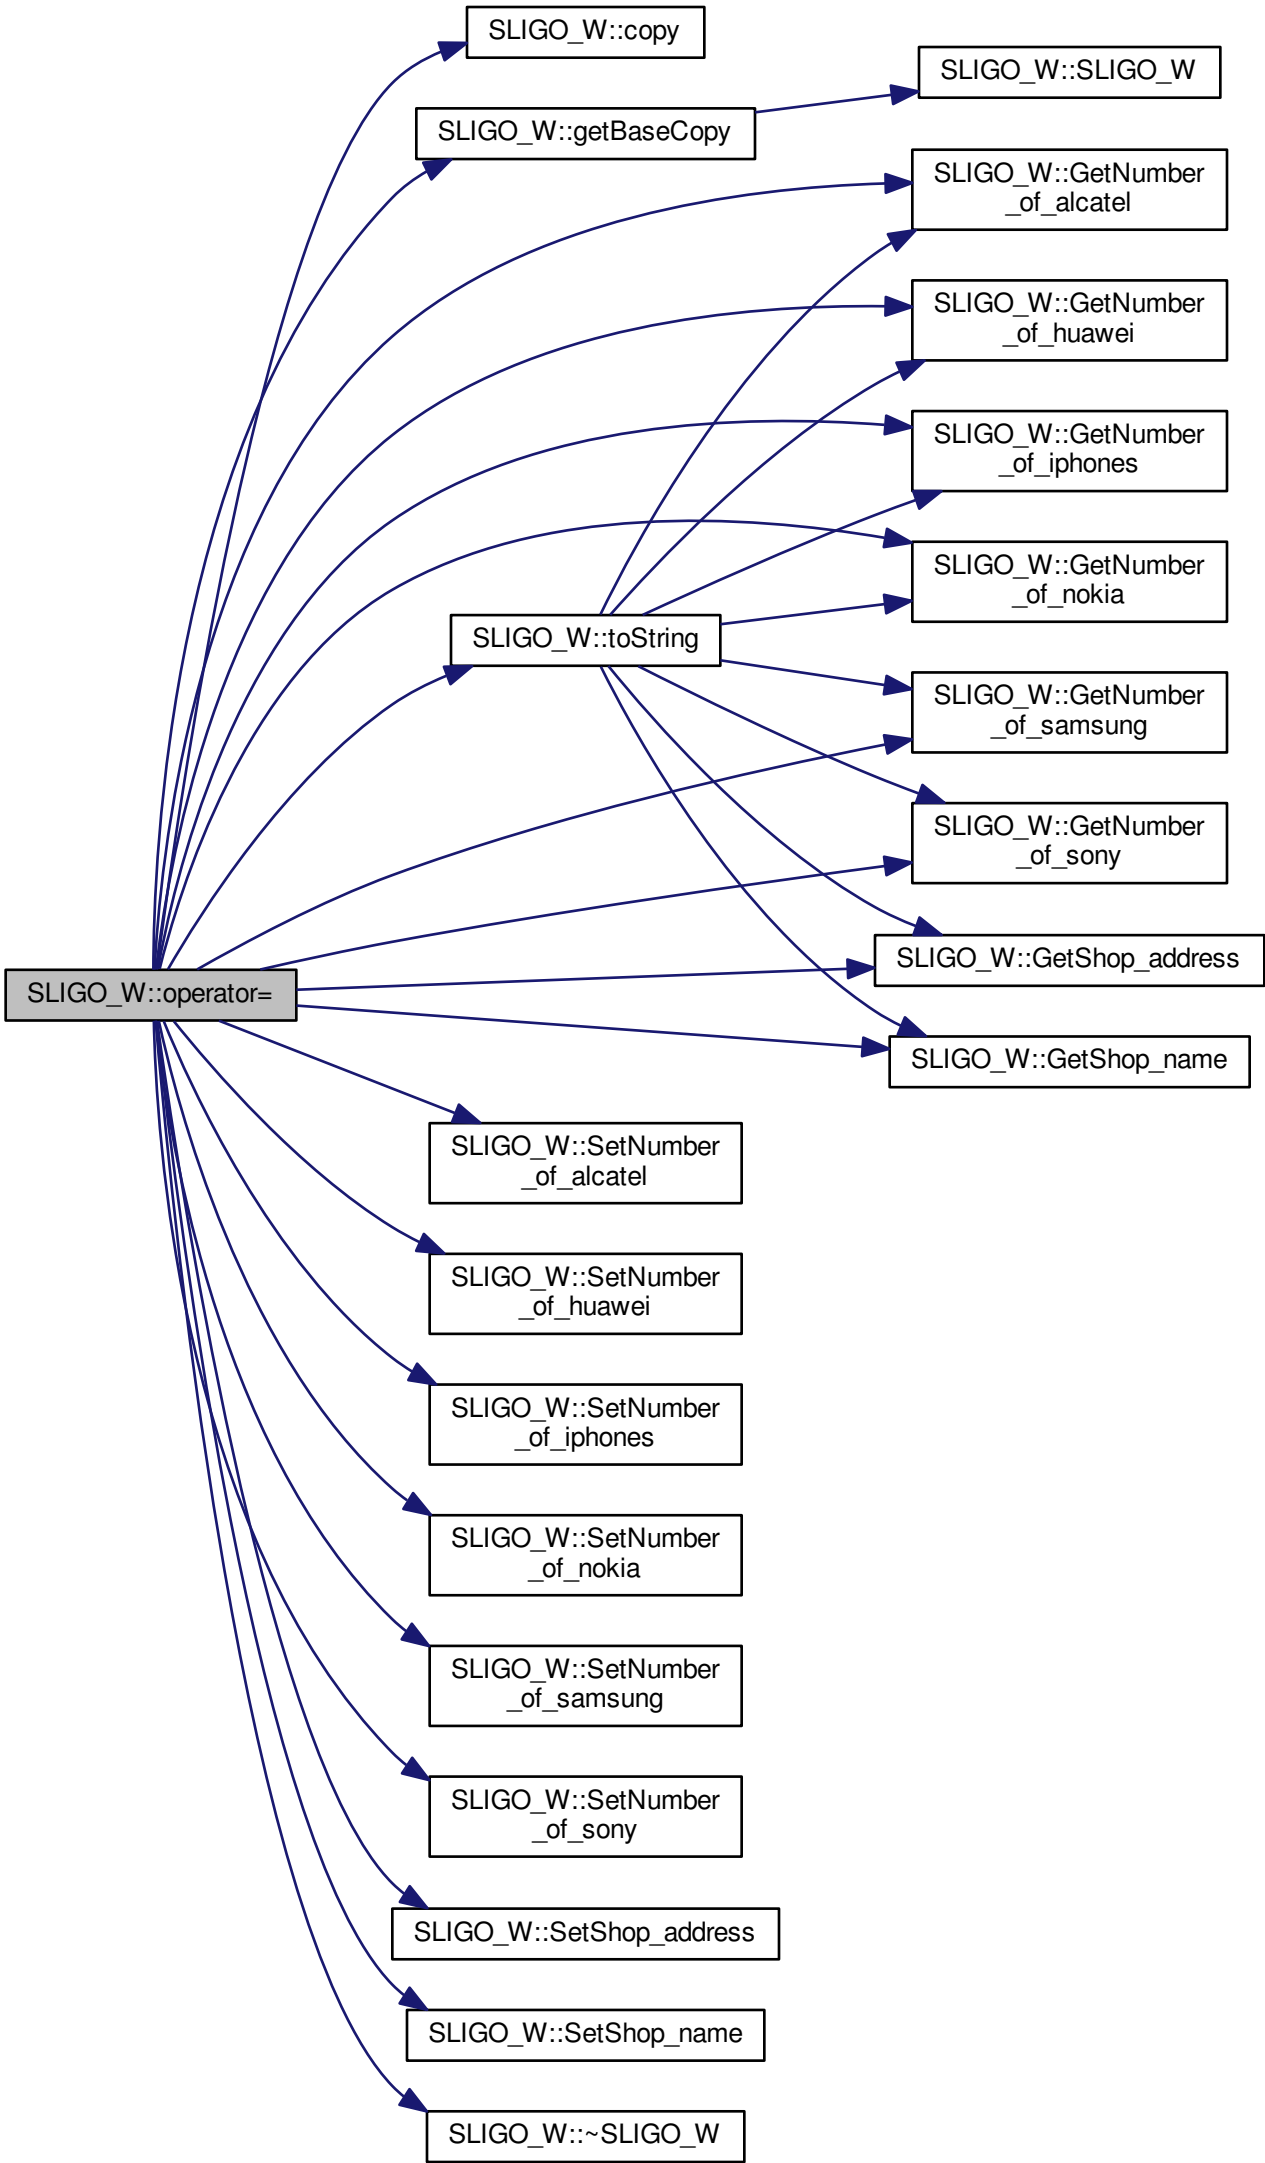 SLIGO_W::copy
SLIGO_W::SLIGO_W
SLIGO_W::getBaseCopy
SLIGO_W::GetNumber
_of_alcatel
SLIGO_W::GetNumber
_of_huawei
SLIGO_W::GetNumber
_of_iphones
SLIGO_W::GetNumber
_of_nokia
SLIGO_W::toString
SLIGO_W::GetNumber
_of_samsung
SLIGO_W::GetNumber
_of_sony
SLIGO_W::GetShop_address
SLIGO_W::operator=
SLIGO_W::GetShop_name
SLIGO_W::SetNumber
_of_alcatel
SLIGO_W::SetNumber
_of_huawei
SLIGO_W::SetNumber
_of_iphones
SLIGO_W::SetNumber
_of_nokia
SLIGO_W::SetNumber
_of_samsung
SLIGO_W::SetNumber
_of_sony
SLIGO_W::SetShop_address
SLIGO_W::SetShop_name
SLIGO_W::~SLIGO_W